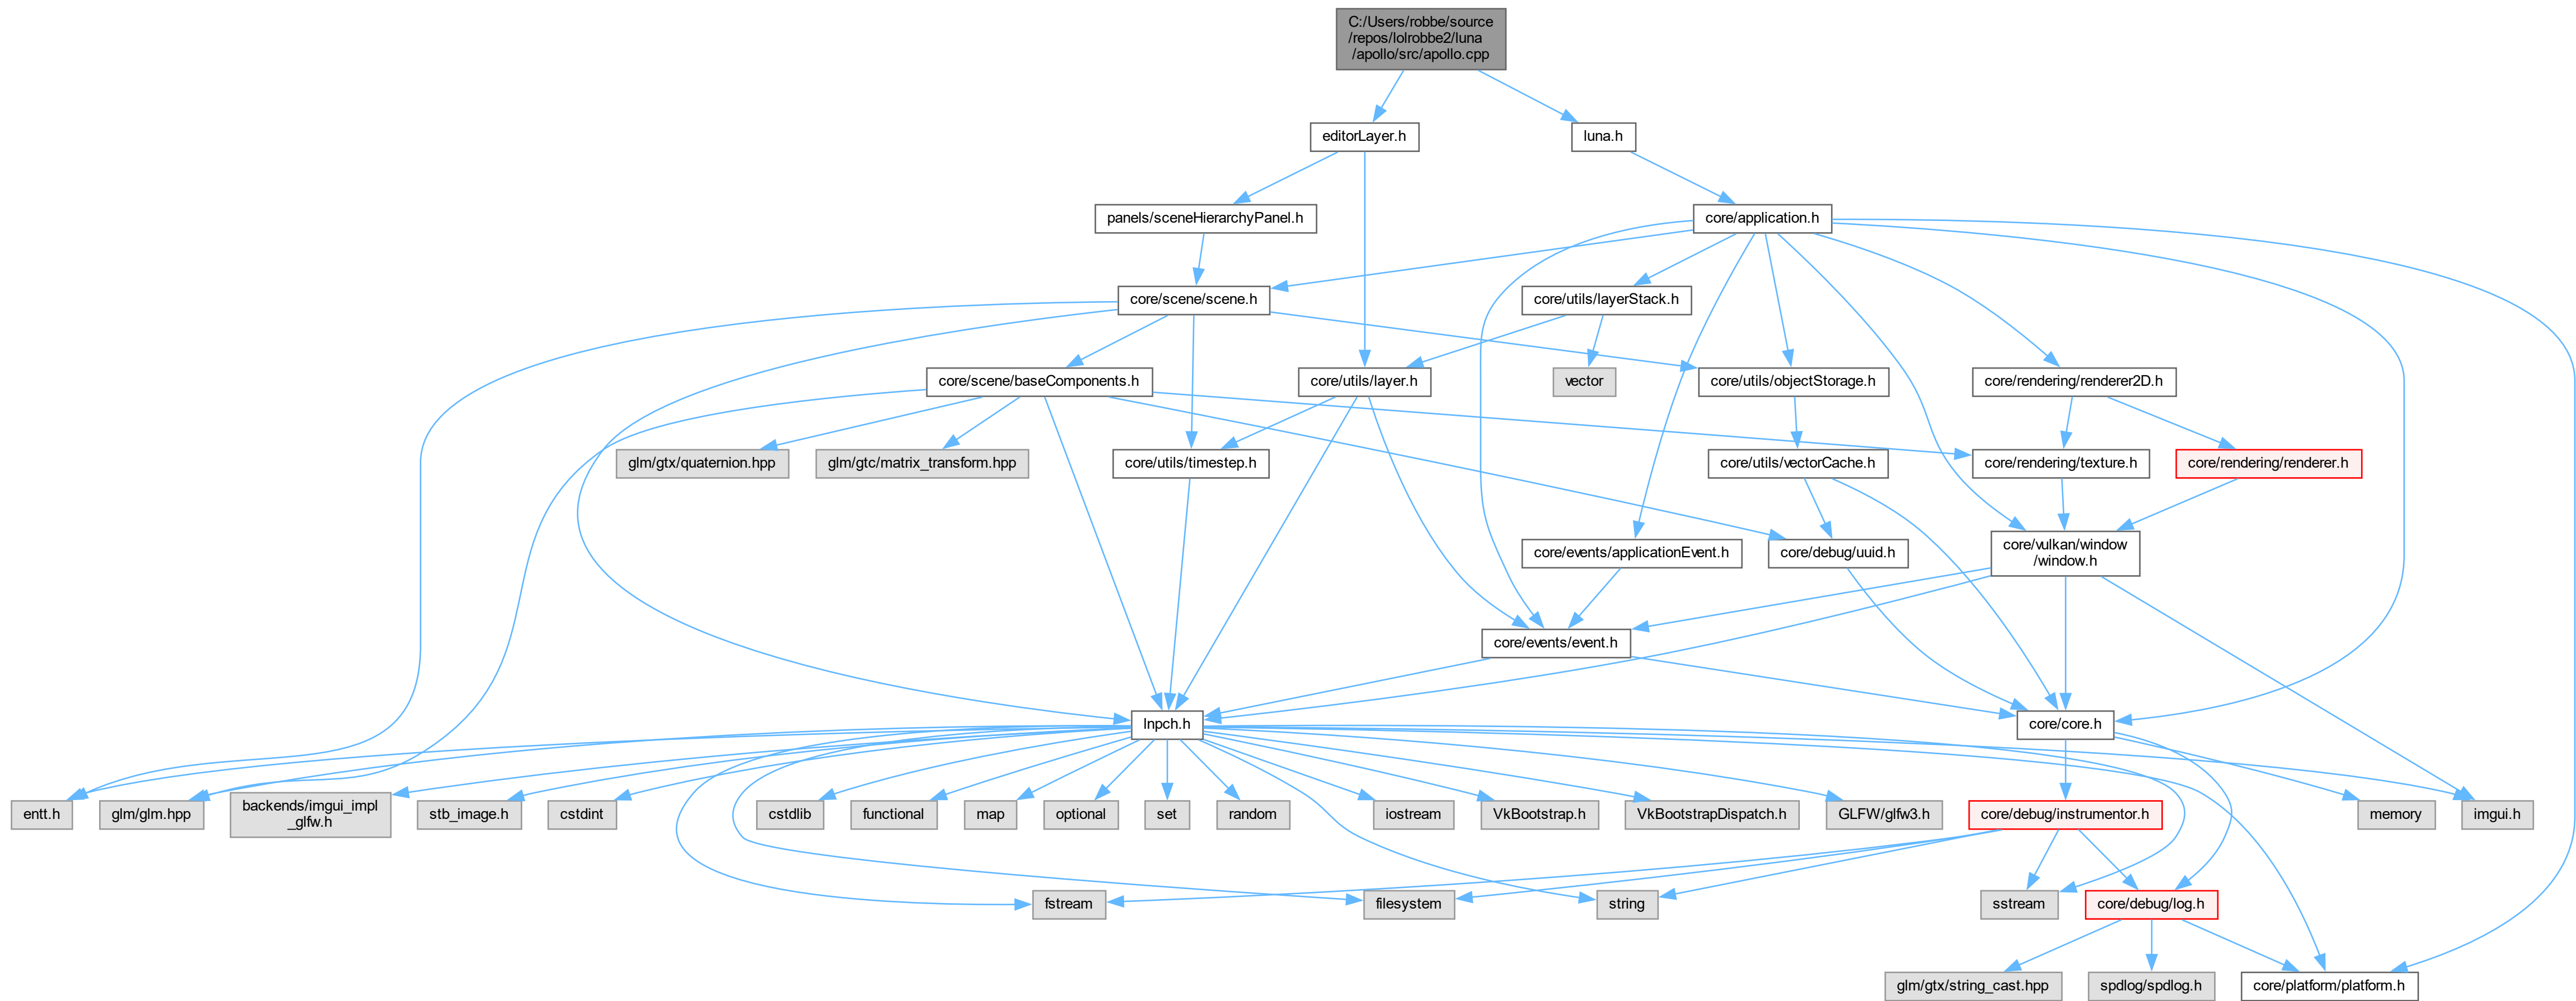 C:/Users/robbe/source
/repos/lolrobbe2/luna
/apollo/src/apollo.cpp
editorLayer.h
luna.h
panels/sceneHierarchyPanel.h
core/application.h
core/scene/scene.h
core/utils/layerStack.h
core/scene/baseComponents.h
core/utils/layer.h
vector
core/utils/objectStorage.h
core/rendering/renderer2D.h
glm/gtx/quaternion.hpp
glm/gtc/matrix_transform.hpp
core/utils/timestep.h
core/utils/vectorCache.h
core/rendering/texture.h
core/rendering/renderer.h
core/events/applicationEvent.h
core/debug/uuid.h
core/vulkan/window
/window.h
core/events/event.h
lnpch.h
core/core.h
entt.h
glm/glm.hpp
backends/imgui_impl
_glfw.h
stb_image.h
cstdint
cstdlib
functional
map
optional
set
random
iostream
VkBootstrap.h
VkBootstrapDispatch.h
GLFW/glfw3.h
core/debug/instrumentor.h
memory
imgui.h
fstream
filesystem
string
sstream
core/debug/log.h
glm/gtx/string_cast.hpp
spdlog/spdlog.h
core/platform/platform.h